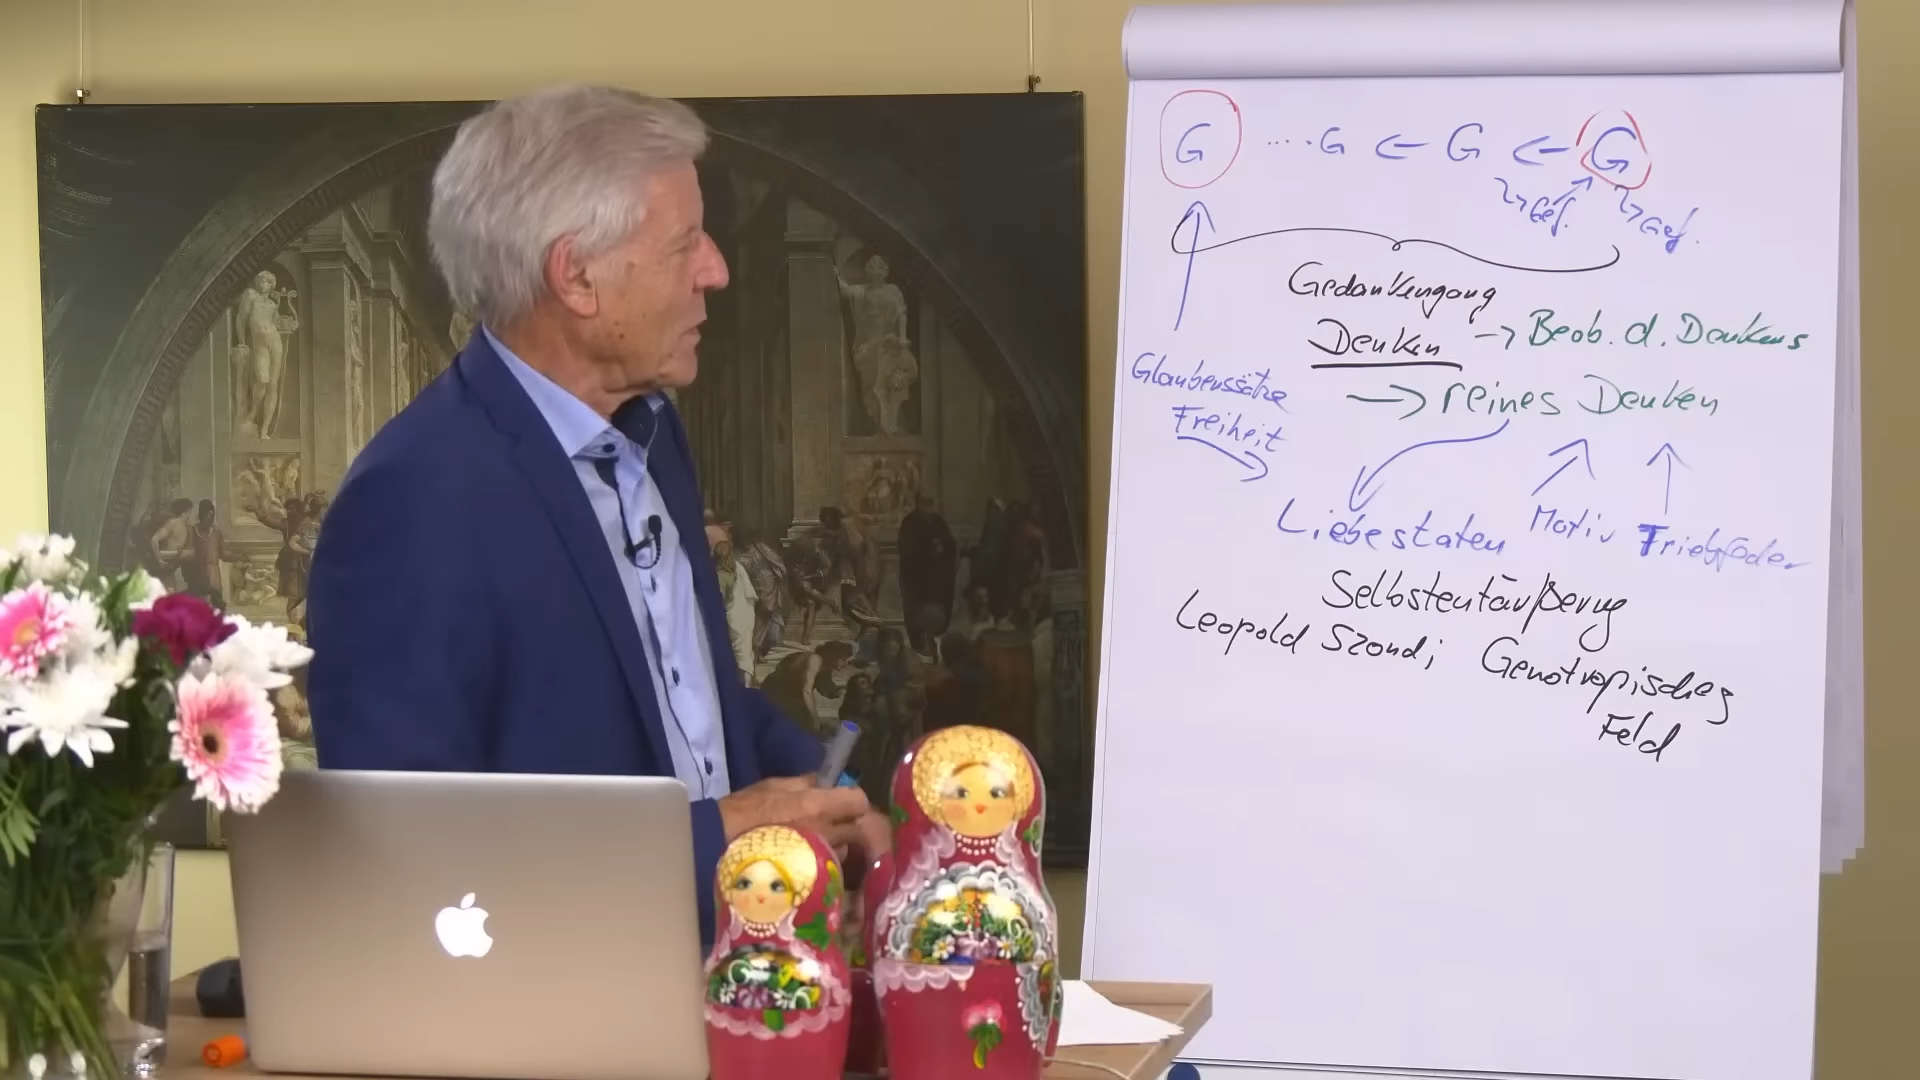 G ....G ← G ← G
↳ Gef. ↳ Gef.
Gedankengang
Denken → Beob. d. Denkens
Glaubenssätze → reines Denken
Freiheit
Liebestaten Motiv Triebfeder
Selbstentäußerung
Leopold Szondi Genotropisches
Feld